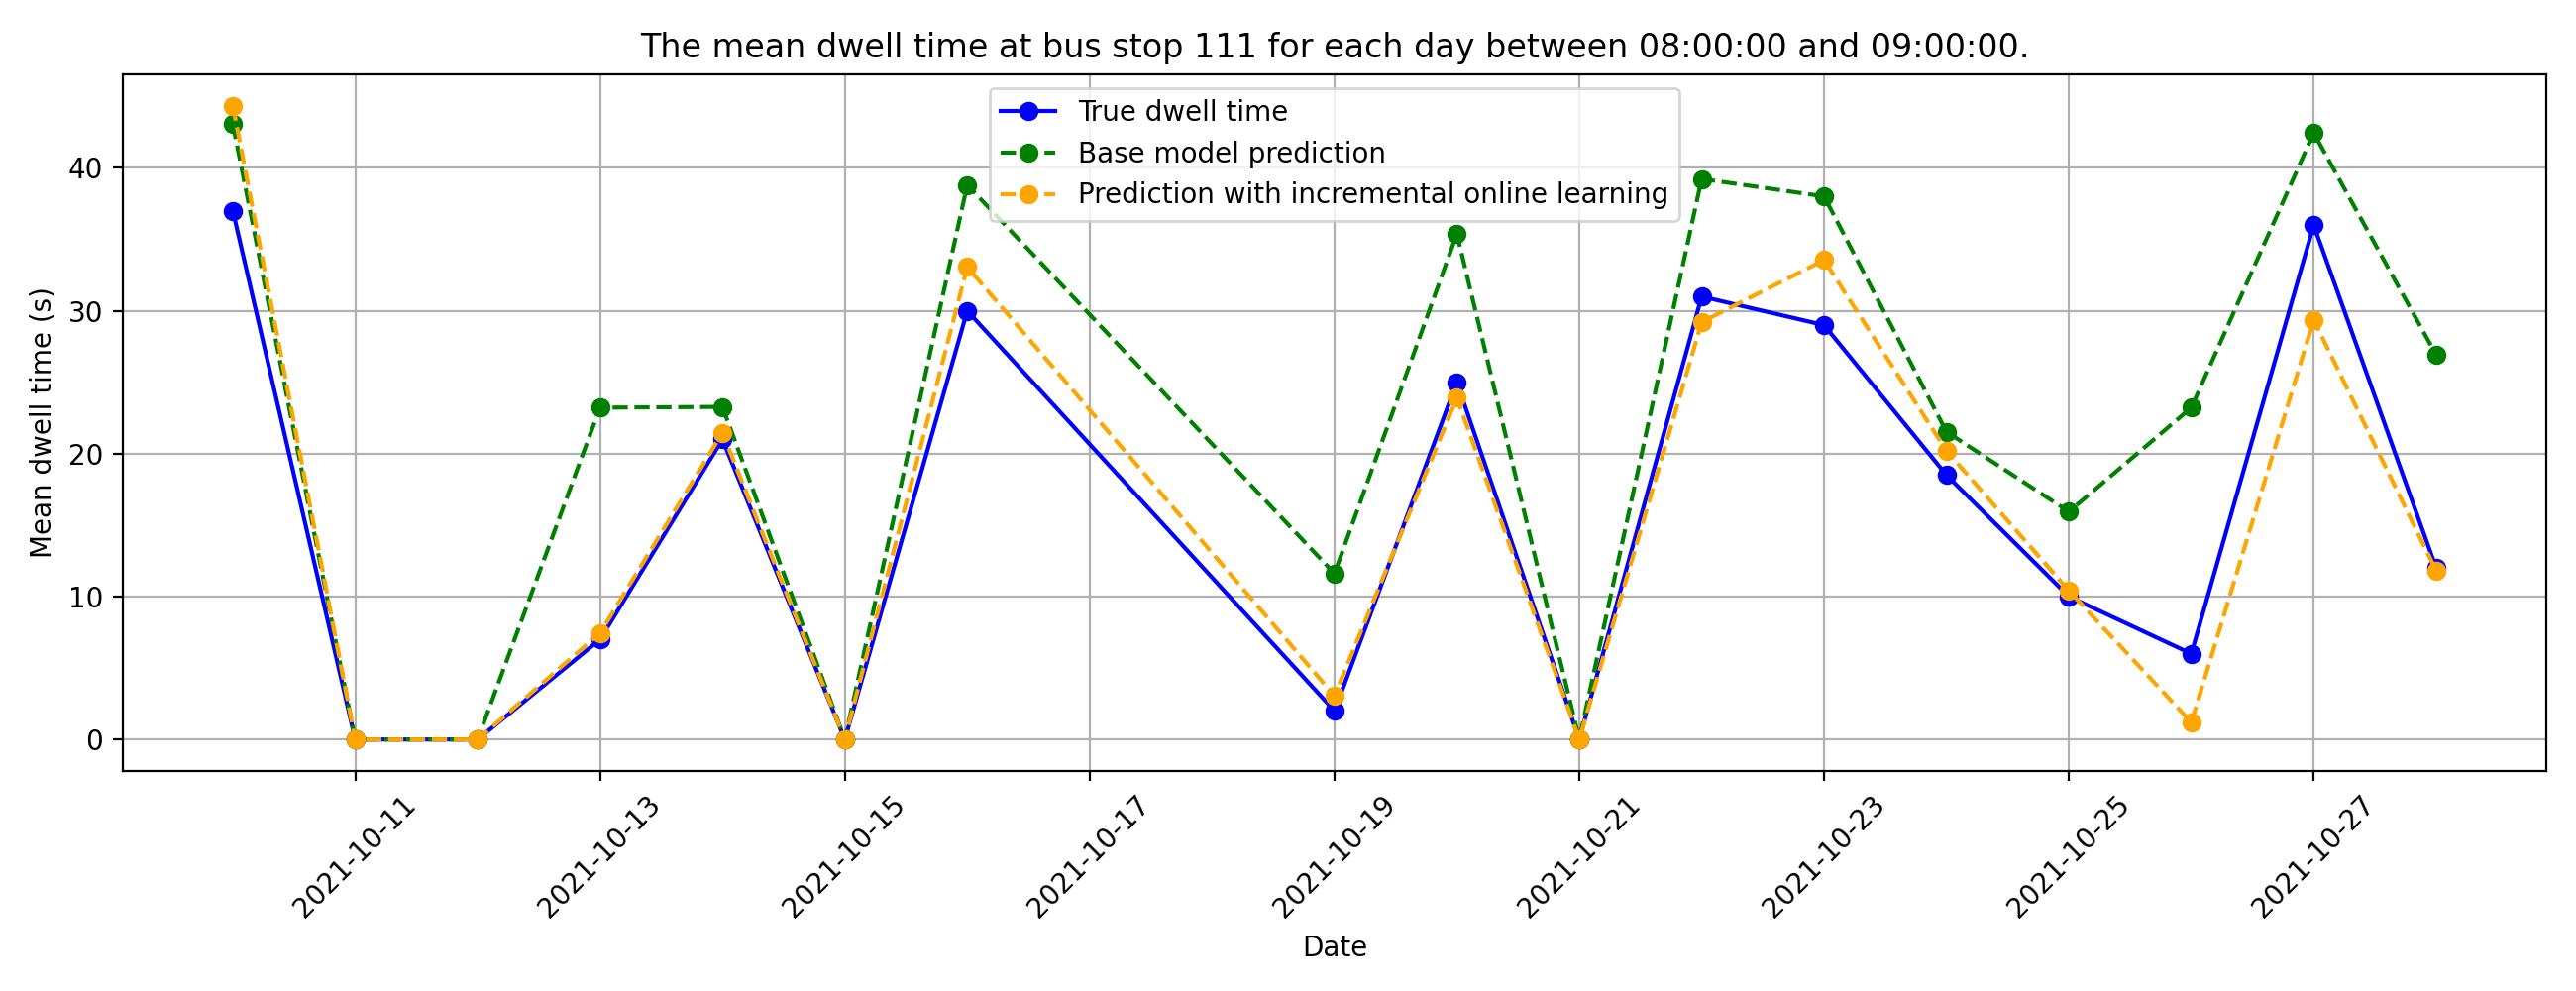 The mean dwell time at bus stop 111 for each day between 08:00:00 and 09:00:00.
True dwell time
Base model prediction
Prediction with incremental online learning
Mean dwell time (s)
40
30
20
10
0
2021-10-11
2021-10-13
2021-10-15
2021-10-17
2021-10-19
2021-10-21
2021-10-23
2021-10-25
2021-10-27
Date